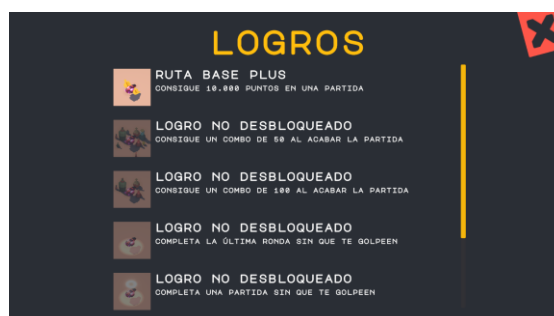 LOGROS
RUTA BASE PLUS
CONSIGUE 10.000 PUNTOS EN UNA PARTIDA
LOGRO NO DESBLOQUEADO
CONSIGUE UN COMBO DE 50 AL ACABAR LA PARTIDA
LOGRO NO DESBLOQUEADO
CONSIGUE UN COMBO DE 100 AL ACABAR LA PARTIDA
LOGRO NO DESBLOQUEADO
COMPLETA LA ÚLTIMA RONDA SIN QUE TE GOLPEEN
LOGRO NO DESBLOQUEADO
COMPLETA UNA PARTIDA SIN QUE TE GOLPEEN